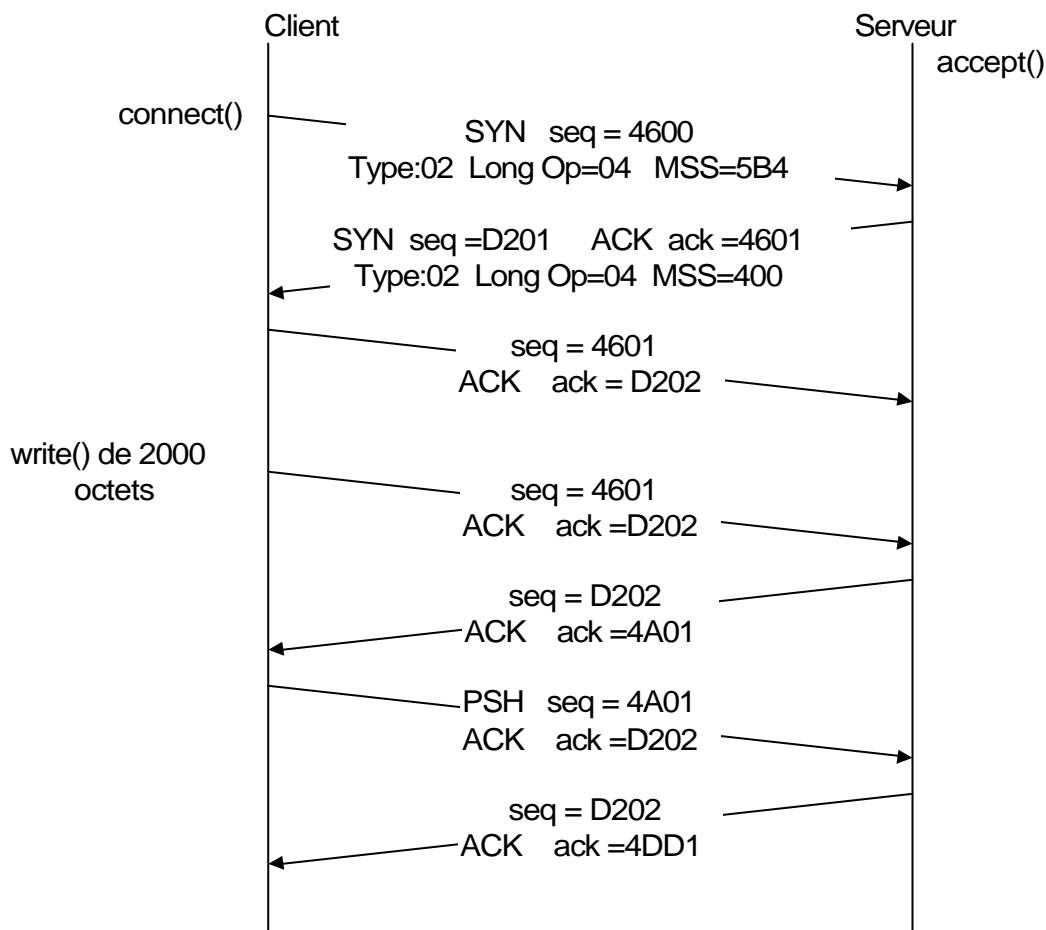 Client
Serveur
accept()
connect()
SYN seq = 4600
Type:02 Long Op=04 MSS=5B4
SYN seq =D201 ACK ack =4601
Type:02 Long Op=04 MSS=400
seq = 4601
ACK ack = D202
write() de 2000
octets
seq = 4601
ACK ack =D202
seq = D202
ACK ack =4A01
PSH seq = 4A01
ACK ack =D202
seq = D202
ACK ack =4DD1